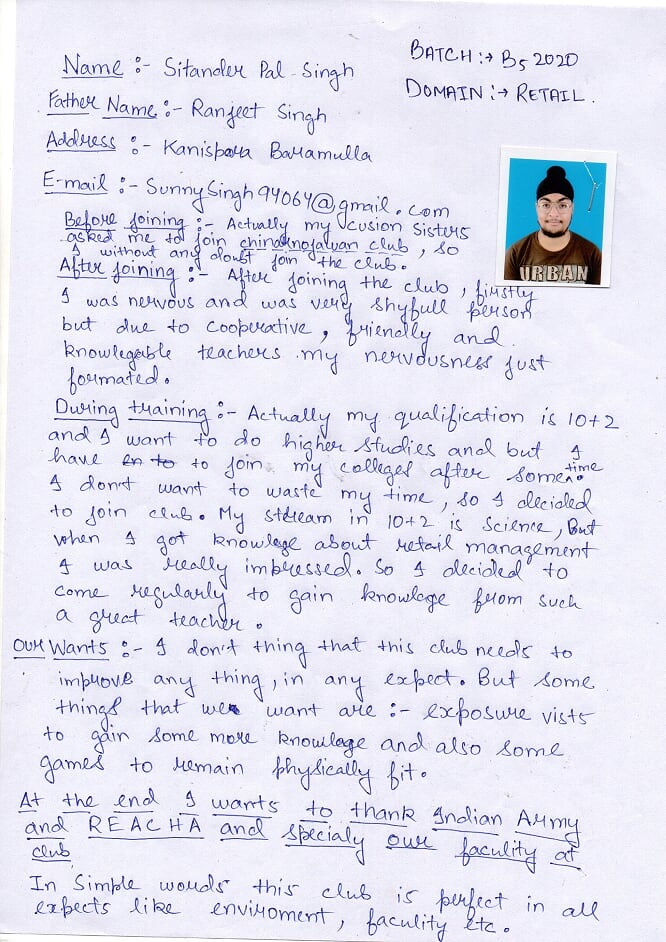 BATCH:→ B5 2020
DOMAIN:→ RETAIL.
Name :- Sitander Pal Singh
Father Name :- Ranjeet Singh
Address :- Kanispora Baramulla
E-mail :- SunnySingh94064@gmail.com
Before joining :- Actually my cusion sisters
asked me to join chinarnojawan club, so
I without any doubt join the club.
After joining :- After joining the club, firstly
I was nervous and was very shyfull person
but due to cooperative, friendly and
knowlegable teachers my nervousness just
formated.
During training :- Actually my qualification is 10+2
and I want to do higher studies and but I
have to join my colleges after some time.
I don't want to waste my time, so I decided
to join club. My stream in 10+2 is Science, But
when I got knowlege about retail management
I was really impressed. So I decided to
come regularly to gain knowlege from such
a great teacher.
Our Wants :- I don't thing that this club needs to
improve any thing, in any expect. But some
things that we want are :- exposure vists
to gain some more knowlage and also some
games to remain physically fit.
At the end I wants to thank Indian Army
and REACHA and specialy our faculity at
club
In Simple words this club is perfect in all
expects like enviroment, faculity etc.
URBAN